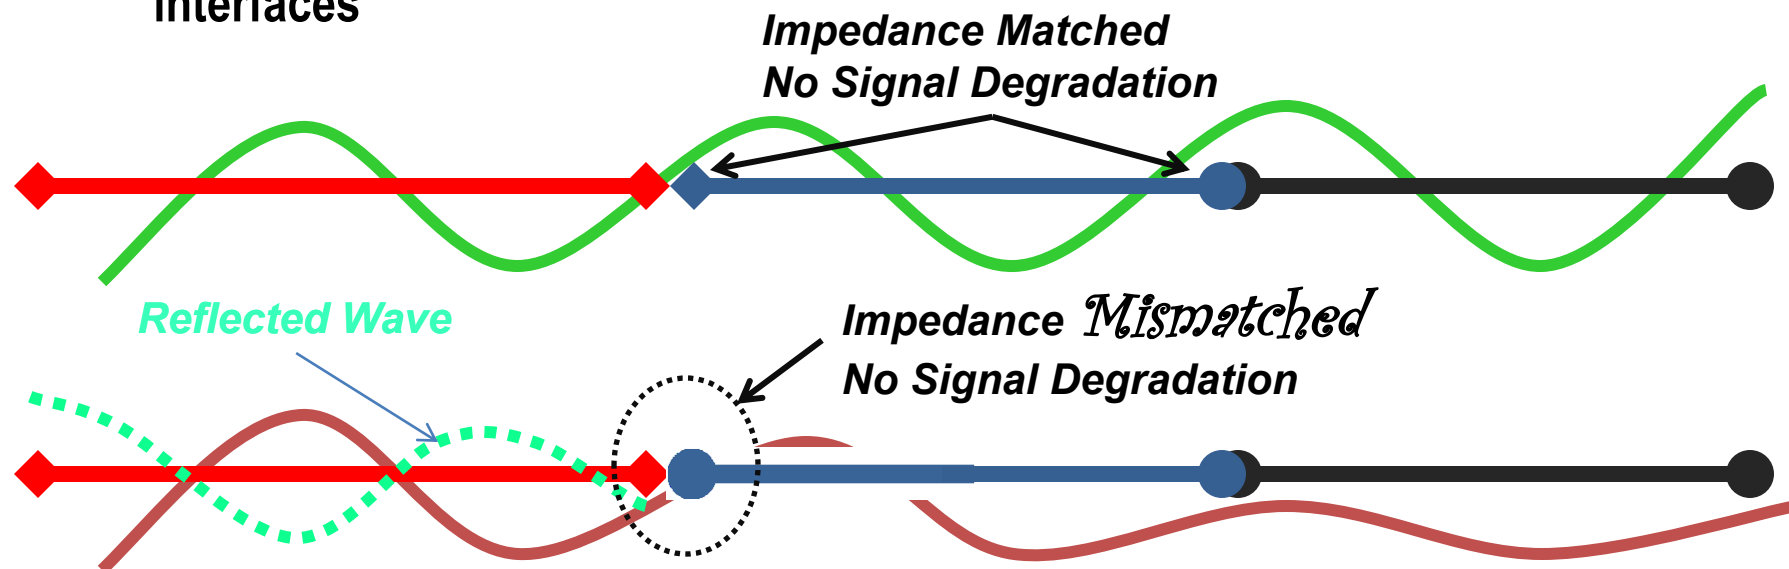 Interfaces
Impedance Matched
No Signal Degradation
Reflected Wave
Impedance Mismatched
No Signal Degradation